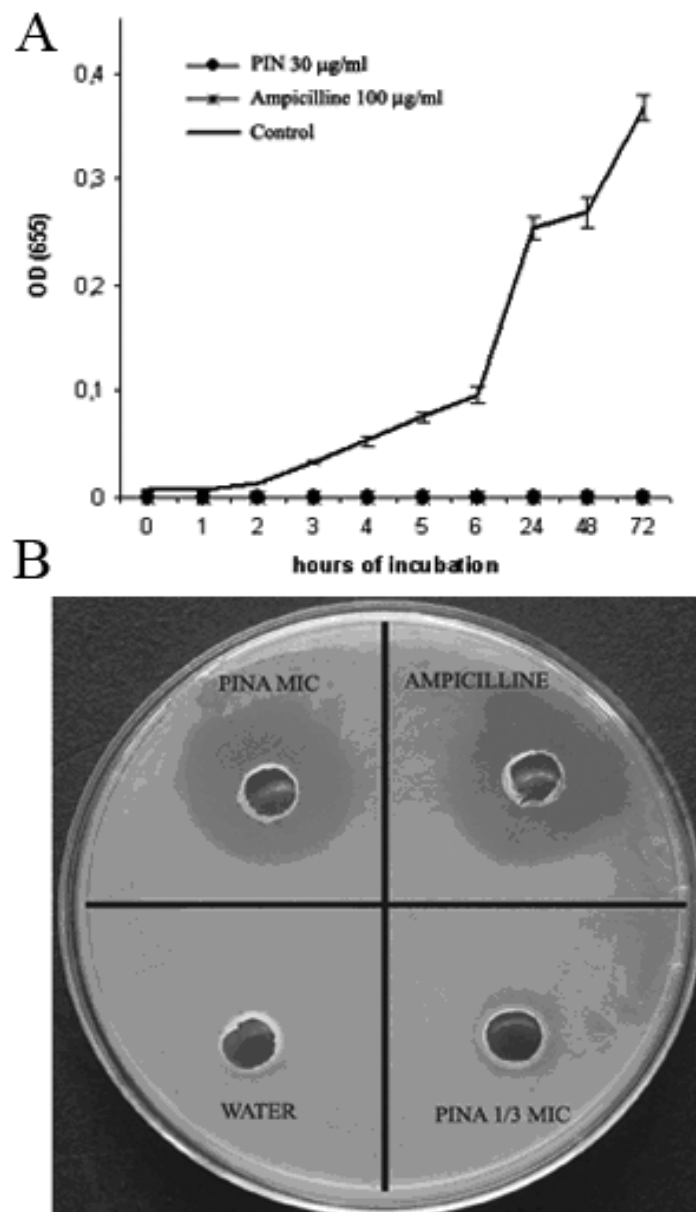 A
0,4
0,3
0,2
0,1
0
OD (655)
PIN 30 µg/ml
Ampicilline 100 µg/ml
Control
0 1 2 3 4 5 6 24 48 72
hours of incubation
B
PINA MIC AMPICILLINE
WATER PINA 1/3 MIC